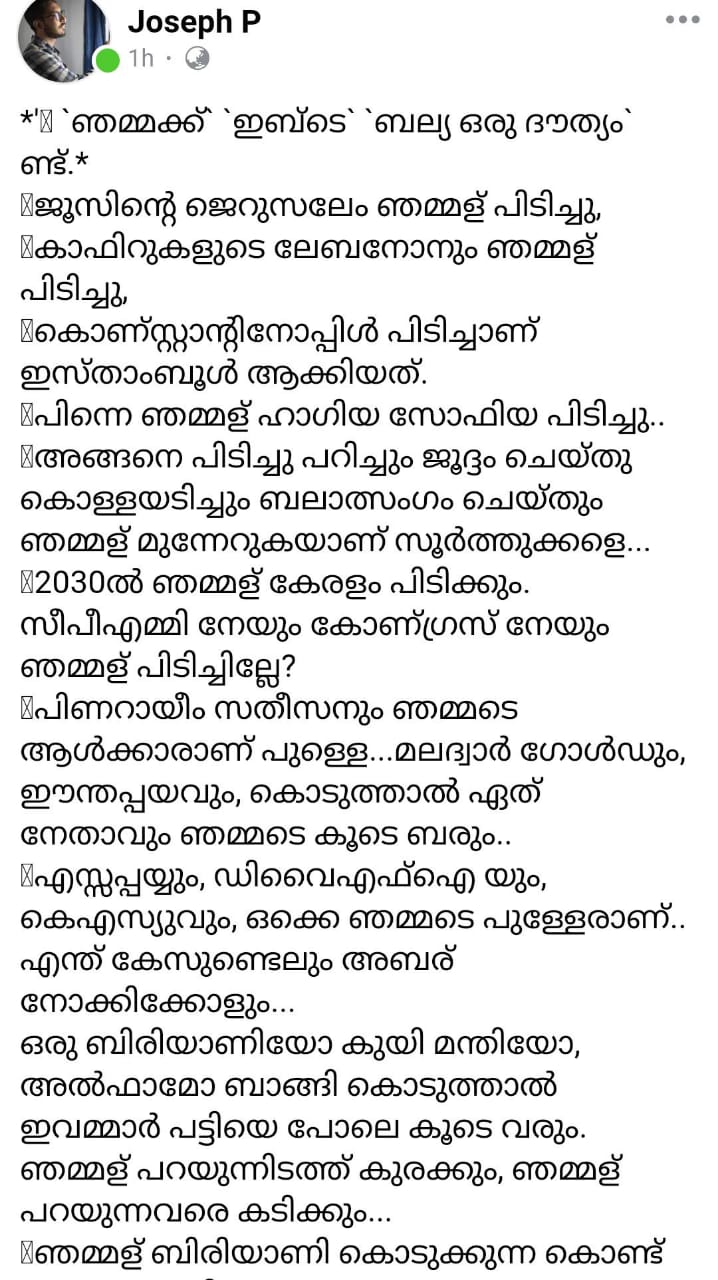 Joseph P
1h ·
*'▯ `ഞമ്മക്ക്` `ഇബ്ടെ` `ബല്യ ഒരു ദൗത്യം`
ണ്ട്.*
▯ജൂസിന്റെ ജെറുസലേം ഞമ്മള് പിടിച്ചു,
▯കാഫിറുകളുടെ ലേബനോനും ഞമ്മള്
പിടിച്ചു,
▯കൊണ്സ്റ്റാന്റിനോപ്പിൾ പിടിച്ചാണ്
ഇസ്താംബൂൾ ആക്കിയത്.
▯പിന്നെ ഞമ്മള് ഹാഗിയ സോഫിയ പിടിച്ചു..
▯അങ്ങനെ പിടിച്ചു പറിച്ചും ജൂദ്ദം ചെയ്തു
കൊള്ളയടിച്ചും ബലാത്സംഗം ചെയ്തും
ഞമ്മള് മുന്നേറുകയാണ് സൂർത്തുക്കളെ...
▯2030ൽ ഞമ്മള് കേരളം പിടിക്കും.
സീപീഎമ്മി നേയും കോണ്ഗ്രസ് നേയും
ഞമ്മള് പിടിച്ചില്ലേ?
▯പിണറായീം സതീസനും ഞമ്മടെ
ആൾക്കാരാണ് പുള്ളെ...മലദ്വാർ ഗോൾഡും,
ഈന്തപ്പയവും, കൊടുത്താൽ ഏത്
നേതാവും ഞമ്മടെ കൂടെ ബരും..
▯എസ്സപ്പയ്യും, ഡിവൈഎഫ്ഐ യും,
കെഎസ്യുവും, ഒക്കെ ഞമ്മടെ പുള്ളേരാണ്..
എന്ത് കേസുണ്ടെലും അബര്
നോക്കിക്കോളും...
ഒരു ബിരിയാണിയോ കുയി മന്തിയോ,
അൽഫാമോ ബാങ്ങി കൊടുത്താൽ
ഇവമ്മാർ പട്ടിയെ പോലെ കൂടെ വരും.
ഞമ്മള് പറയുന്നിടത്ത് കുരക്കും, ഞമ്മള്
പറയുന്നവരെ കടിക്കും...
▯ഞമ്മള് ബിരിയാണി കൊടുക്കുന്ന കൊണ്ട്